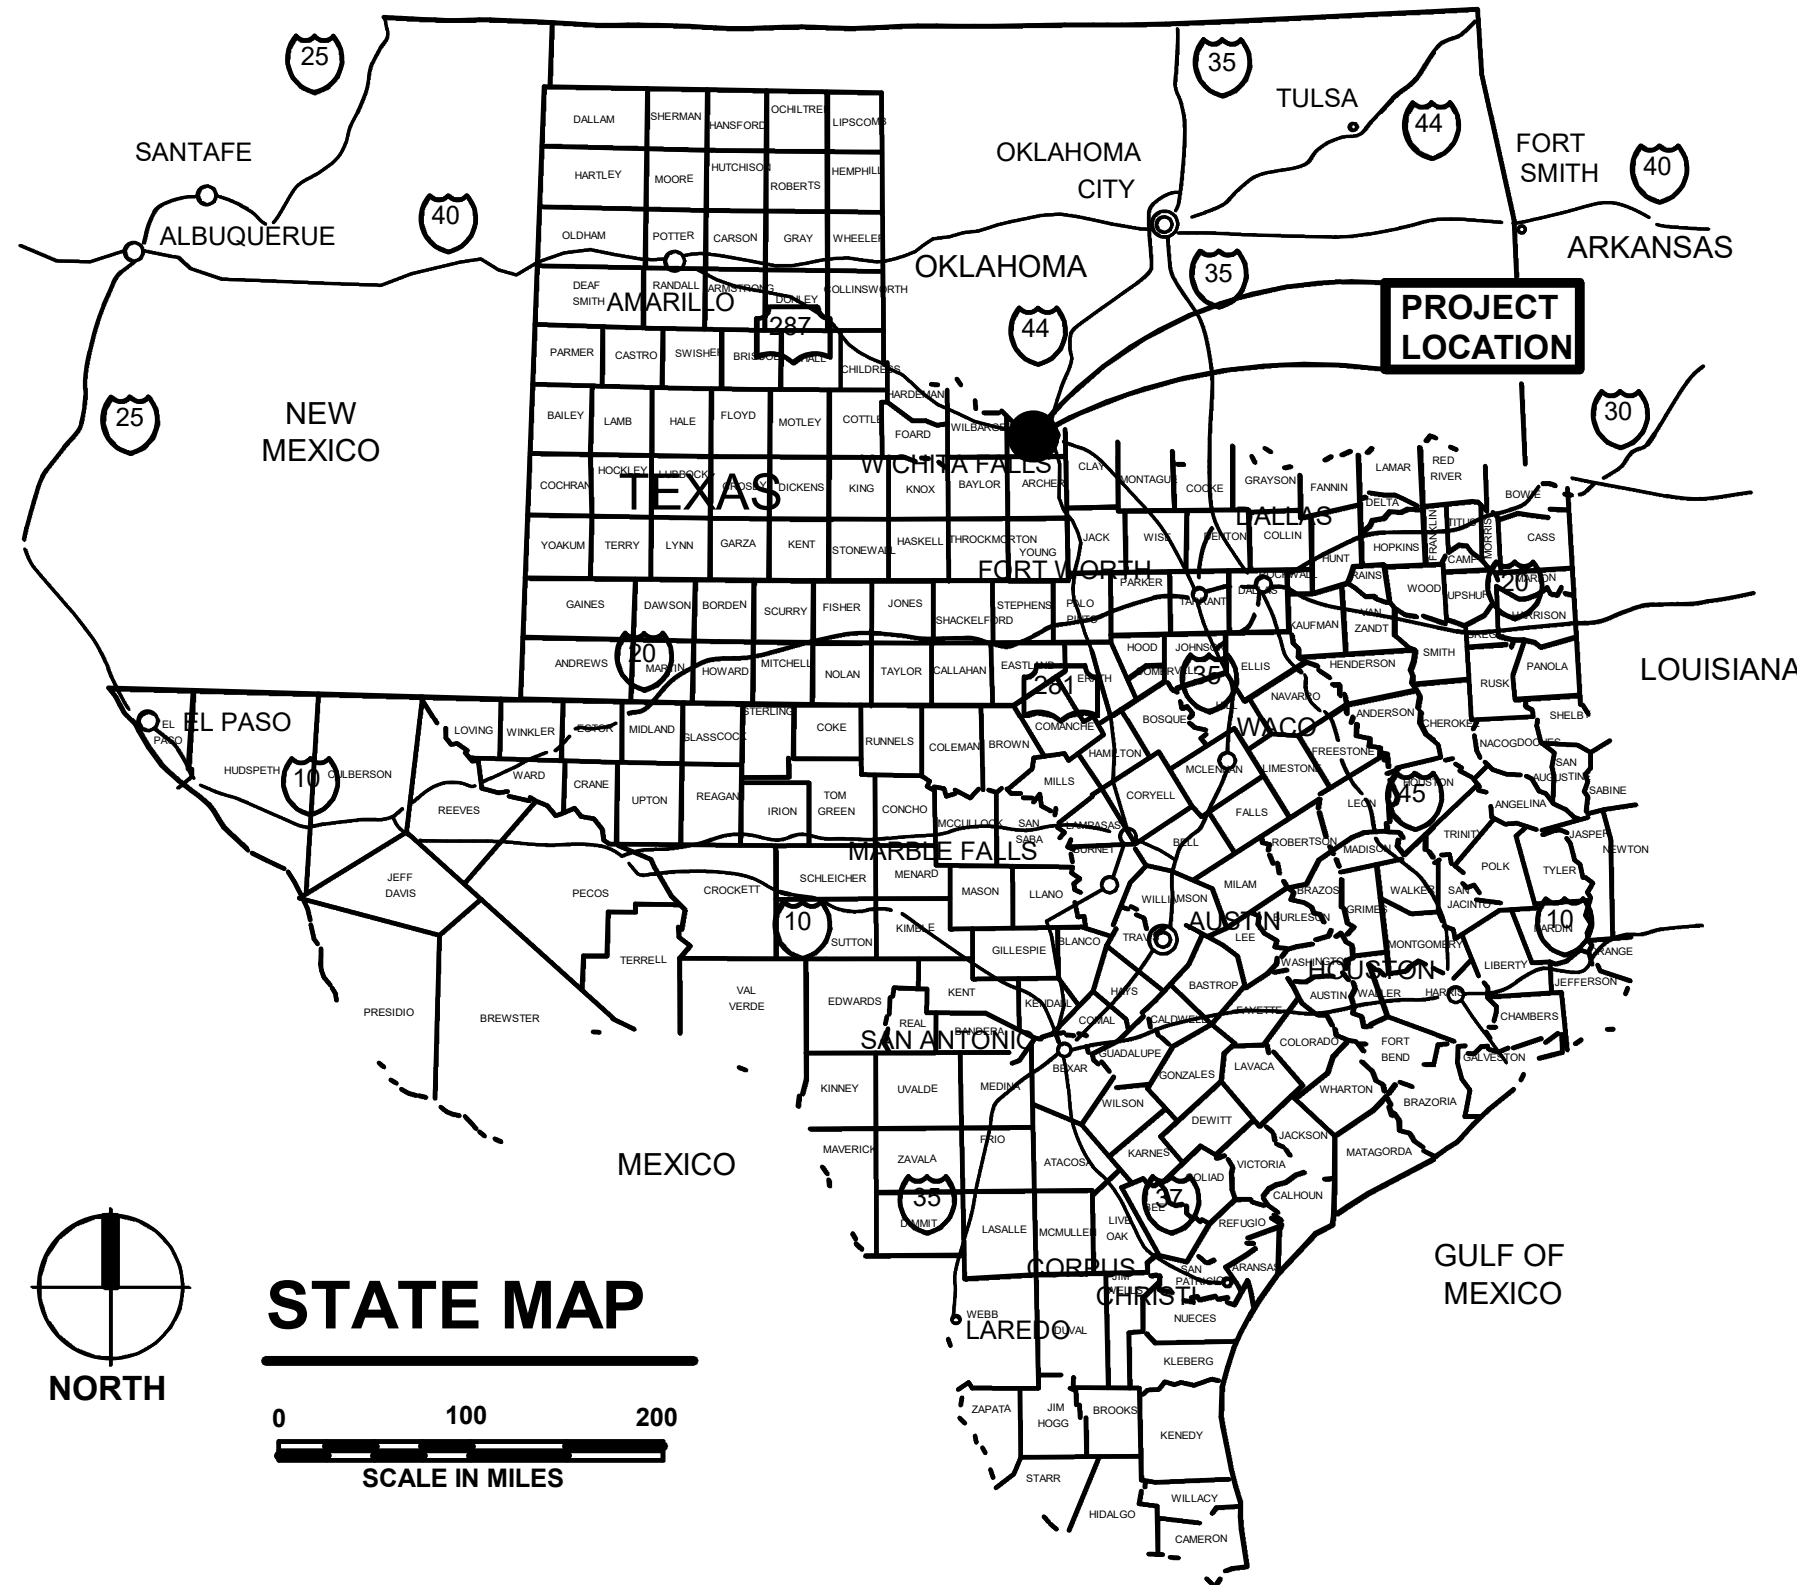 25
35
TULSA
44
FORT
SMITH
40
SANTAFE
OKLAHOMA
CITY
40
ALBUQUERUE
OKLAHOMA
ARKANSAS
35
44
PROJECT
LOCATION
25
NEW
MEXICO
30
DALLAM
SHERMAN
HANSFORD
OCHILTRE
LIPSCOMB
HARTLEY
MOORE
HUTCHISON
ROBERTS
HEMPHILL
OLDHAM
POTTER
CARSON
GRAY
WHEELER
DEAF
SMITH
RANDALL
ARMSTRONG
DONLEY
COLLINSWORTH
AMARILLO
287
PARMER
CASTRO
SWISHER
BRISCOE
HALL
CHILDRESS
HARDEMAN
BAILEY
LAMB
HALE
FLOYD
MOTLEY
COTTLE
FOARD
WILBARGE
WICHITA FALLS
COCHRAN
HOCKLEY
LUBBOCK
CROSBY
DICKENS
KING
KNOX
BAYLOR
ARCHER
CLAY
MONTAGUE
COOKE
GRAYSON
FANNIN
LAMAR
RED
RIVER
BOWIE
DELTA
TEXAS
DALLAS
YOAKUM
TERRY
LYNN
GARZA
KENT
STONEWALL
HASKELL
THROCKMORTON
YOUNG
JACK
WISE
DENTON
COLLIN
HUNT
HOPKINS
FRANKLIN
TITUS
MORRIS
CASS
CAMP
FORT WORTH
GAINES
DAWSON
BORDEN
SCURRY
FISHER
JONES
SHACKELFORD
STEPHENS
PALO
PINTO
PARKER
TARRANT
DALLAS
ROCKWALL
KAUFMAN
RAINS
VAN
ZANDT
WOOD
UPSHUR
20
MARION
HARRISON
GREGG
ANDREWS
20
MARTIN
HOWARD
MITCHELL
NOLAN
TAYLOR
CALLAHAN
EASTLAND
281
ERATH
HOOD
JOHNSON
SOMERVELL
35
ELLIS
HENDERSON
SMITH
RUSK
PANOLA
LOUISIANA
EL PASO
EL
PASO
HUDSPETH
10
CULBERSON
LOVING
WINKLER
ECTOR
MIDLAND
GLASSCOCK
STERLING
COKE
RUNNELS
COLEMAN
BROWN
COMANCHE
HAMILTON
BOSQUE
HILL
NAVARRO
WACO
ANDERSON
CHEROKEE
SHELBY
NACOGDOCHES
FREESTONE
REEVES
WARD
CRANE
UPTON
REAGAN
IRION
TOM
GREEN
CONCHO
MCCULLOCK
SAN
SABA
MILLS
LAMPASAS
CORYELL
MCLENNAN
LIMESTONE
FALLS
LEON
HOUSTON
45
ANGELINA
SAN
AUGUSTINE
SABINE
BURNET
BELL
ROBERTSON
MADISON
TRINITY
JASPER
NEWTON
MARBLE FALLS
JEFF
DAVIS
PECOS
CROCKETT
SCHLEICHER
MENARD
MASON
LLANO
WILLIAMSON
MILAM
BRAZOS
WALKER
SAN
JACINTO
POLK
TYLER
10
SUTTON
KIMBLE
GILLESPIE
BLANCO
TRAVIS
AUSTIN
BURLESON
LEE
GRIMES
10
HARDIN
TERRELL
WASHINGTON
MONTGOMERY
LIBERTY
ORANGE
JEFFERSON
HOUSTON
PRESIDIO
BREWSTER
VAL
VERDE
EDWARDS
REAL
KENT
BANDERA
KENDALL
HAYS
COMAL
CALDWELL
BASTROP
FAYETTE
AUSTIN
WALLER
HARRIS
CHAMBERS
SAN ANTONIO
BEXAR
GUADALUPE
COLORADO
FORT
BEND
GALVESTON
KINNEY
UVALDE
MEDINA
WILSON
GONZALES
LAVACA
WHARTON
BRAZORIA
DEWITT
MEXICO
MAVERICK
ZAVALA
FRIO
ATACOSA
KARNES
GOLIAD
VICTORIA
JACKSON
MATAGORDA
35
DIMMIT
LASALLE
MCMULLEN
LIVE
OAK
BEE
37
REFUGIO
CALHOUN
CORPUS
CHRISTI
JIM
WELLS
SAN
PATRICIO
ARANSAS
NUECES
WEBB
LAREDO
DUVAL
KLEBERG
ZAPATA
JIM
HOGG
BROOKS
KENEDY
STARR
HIDALGO
WILLACY
CAMERON
GULF OF
MEXICO
STATE MAP
NORTH
0 100 200
SCALE IN MILES